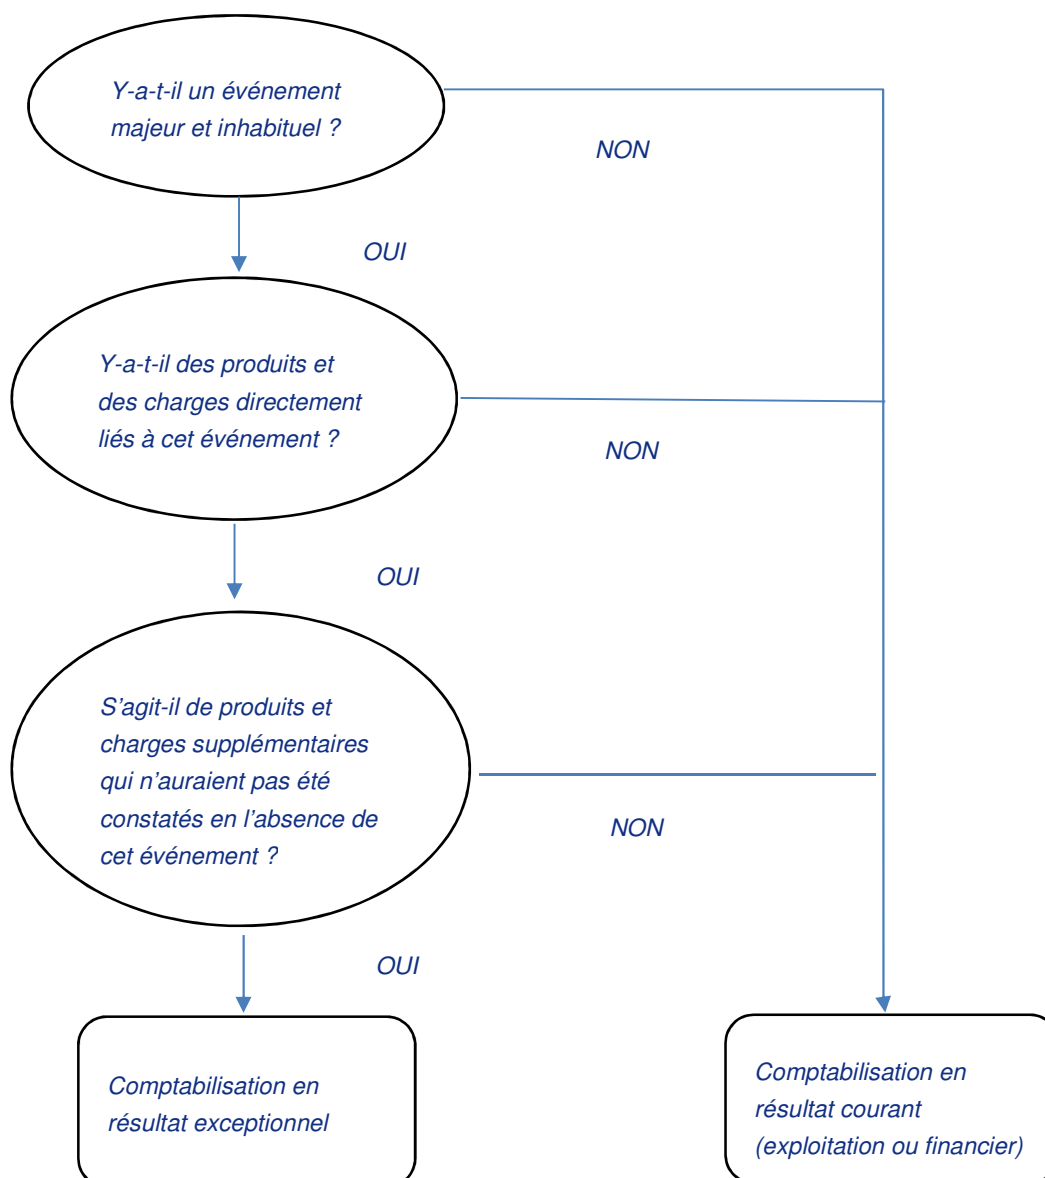 Y-a-t-il un événement
majeur et inhabituel ?
NON
OUI
Y-a-t-il des produits et
des charges directement
liés à cet événement ?
NON
OUI
S’agit-il de produits et
charges supplémentaires
qui n’auraient pas été
constatés en l’absence de
cet événement ?
NON
OUI
Comptabilisation en
résultat exceptionnel
Comptabilisation en
résultat courant
(exploitation ou financier)